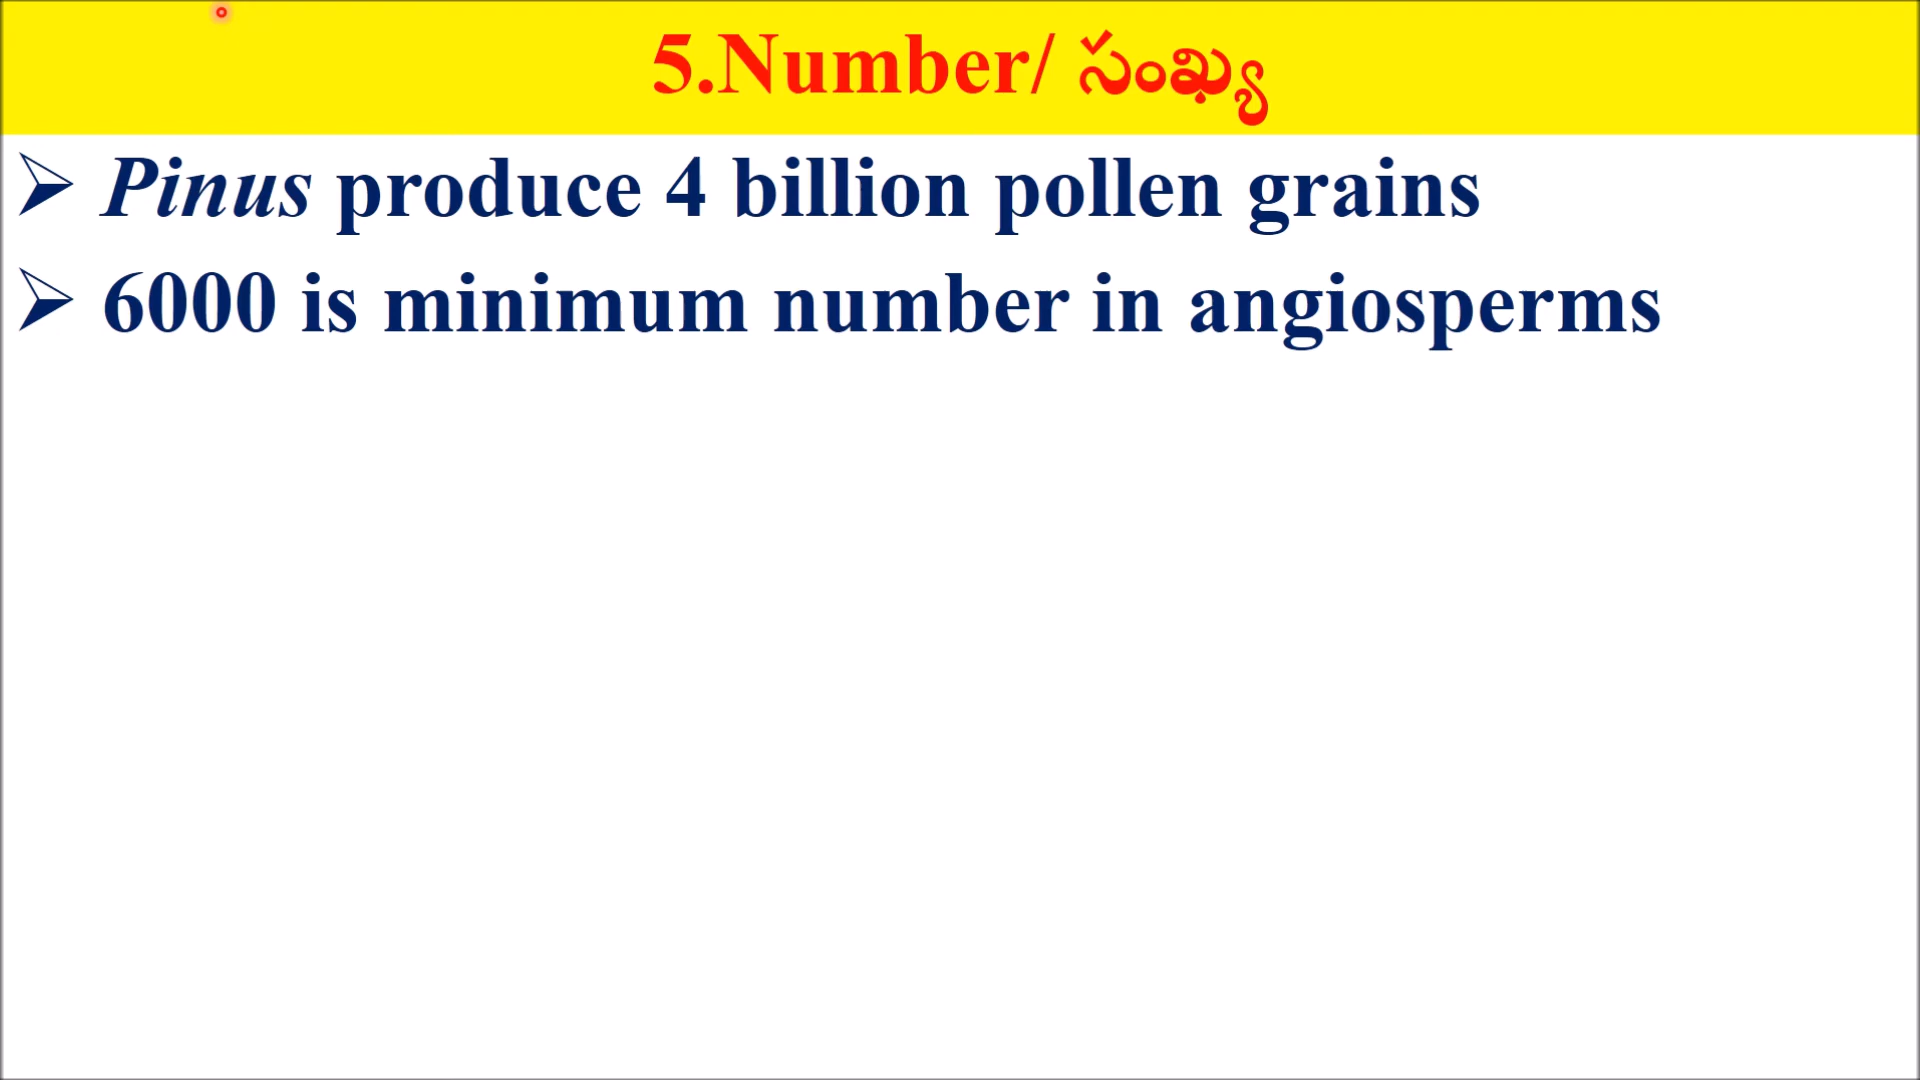 5.Number/ సంఖ్య
➢ Pinus produce 4 billion pollen grains
➢ 6000 is minimum number in angiosperms